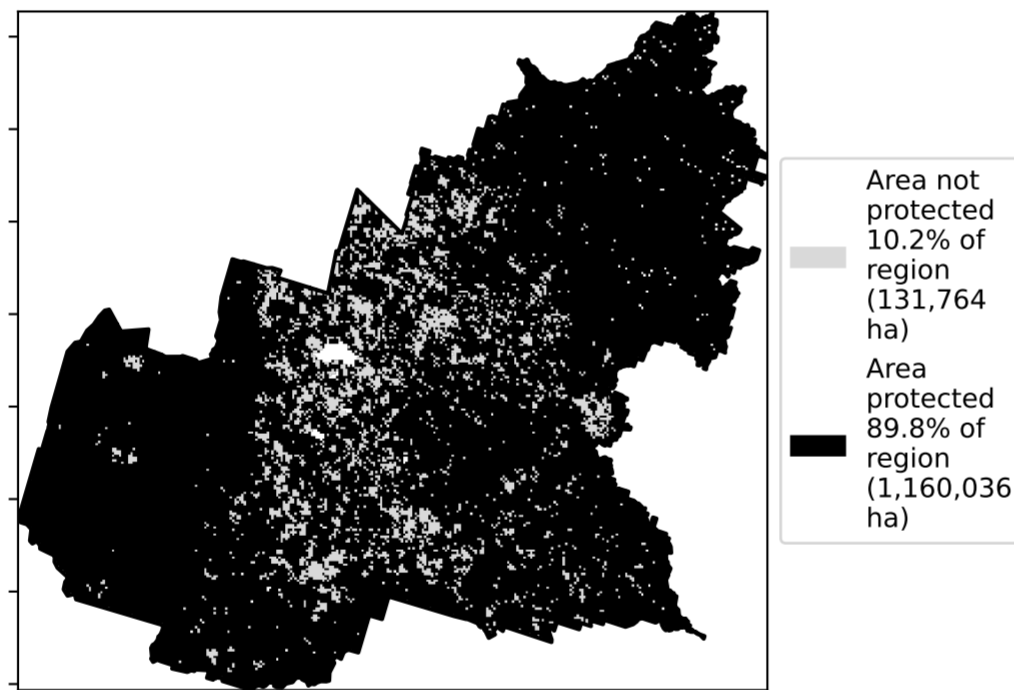 Area not
protected
10.2% of
region
(131,764
ha)
Area
protected
89.8% of
region
(1,160,036
ha)